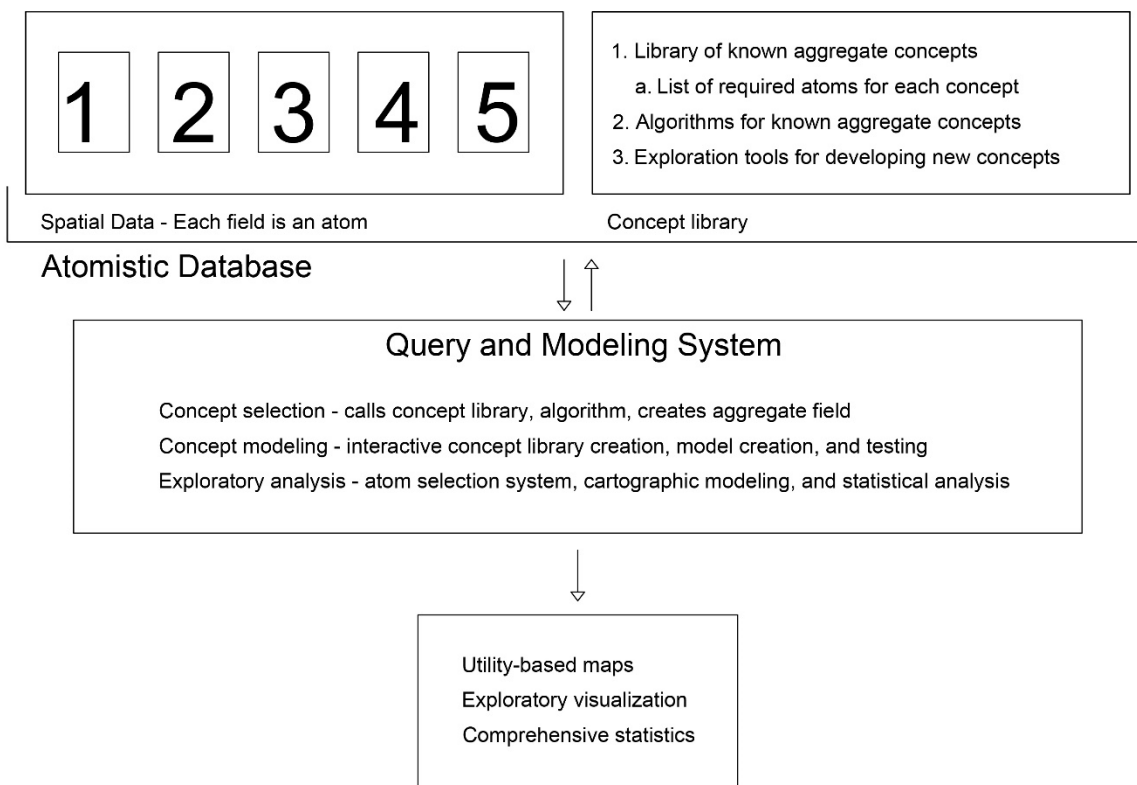 1 2 3 4 5
Spatial Data - Each field is an atom
1. Library of known aggregate concepts
a. List of required atoms for each concept
2. Algorithms for known aggregate concepts
3. Exploration tools for developing new concepts
Concept library
Atomistic Database
Query and Modeling System
Concept selection - calls concept library, algorithm, creates aggregate field
Concept modeling - interactive concept library creation, model creation, and testing
Exploratory analysis - atom selection system, cartographic modeling, and statistical analysis
Utility-based maps
Exploratory visualization
Comprehensive statistics